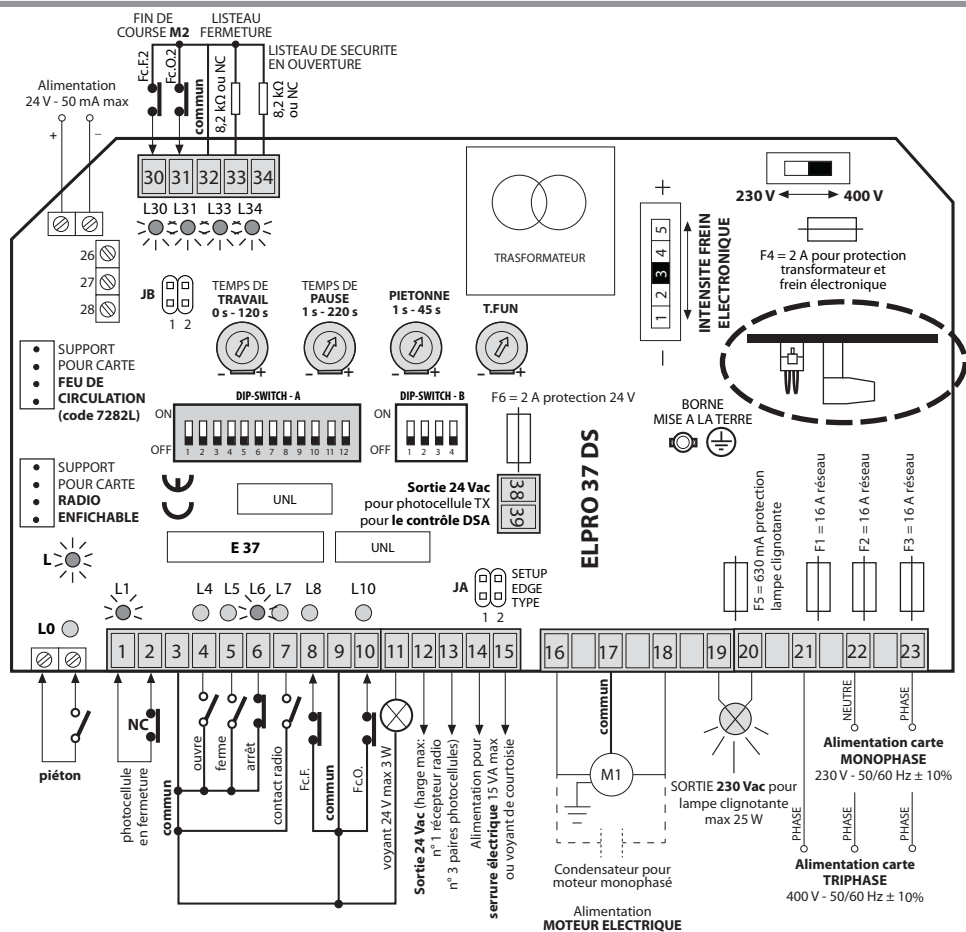 FIN DE
COURSE M2
LISTEAU
FERMETURE
LISTEAU DE SECURITE
EN OUVERTURE
Fc.F.2
Fc.O.2
commun
8,2 kΩ ou NC
8,2 kΩ
ou NC
Alimentation
24 V - 50 mA max
+ −
30 31 32 33 34
L30 L31 L33 L34
26
27
28
JB
1 2
TRASFORMATEUR
+
5
4
3
2
1
−
INTENSITE FREIN
ELECTRONIQUE
230 V 400 V
F4 = 2 A pour protection
transformateur et
frein électronique
TEMPS DE
TRAVAIL
0 s - 120 s
TEMPS DE
PAUSE
1 s - 220 s
PIETONNE
1 s - 45 s
T.FUN
− + − + − + − +
SUPPORT
POUR CARTE
FEU DE
CIRCULATION
(code 7282L)
DIP-SWITCH - A
ON
OFF
1 2 3 4 5 6 7 8 9 10 11 12
DIP-SWITCH - B
ON
OFF
1 2 3 4
F6 = 2 A protection 24 V
BORNE
MISE A LA TERRE
SUPPORT
POUR CARTE
RADIO
ENFICHABLE
CE
UNL
Sortie 24 Vac
pour photocellule TX
pour le contrôle DSA
38
39
ELPRO 37 DS
E 37
UNL
F5 = 630 mA protection
lampe clignotante
F1 = 16 A réseau
F2 = 16 A réseau
F3 = 16 A réseau
L
JA
1 2
SETUP
EDGE
TYPE
L1 L4 L5 L6 L7 L8 L10
L0
1 2 3 4 5 6 7 8 9 10 11 12 13 14 15 16 17 18 19 20 21 22 23
piéton
photocellule
en fermeture
NC
commun
ouvre
ferme
arrêt
contact radio
Fc.F.
commun
Fc.O.
voyant 24 V max 3 W
Sortie 24 Vac (harge max:
n° 1 récepteur radio
n° 3 paires photocellules)
Alimentation pour
serrure électrique 15 VA max
ou voyant de courtoisie
commun
M1
Condensateur pour
moteur monophasé
Alimentation
MOTEUR ELECTRIQUE
SORTIE 230 Vac pour
lampe clignotante
max 25 W
NEUTRE
PHASE
Alimentation carte
MONOPHASE
230 V - 50/60 Hz ± 10%
PHASE
PHASE
PHASE
Alimentation carte
TRIPHASE
400 V - 50/60 Hz ± 10%